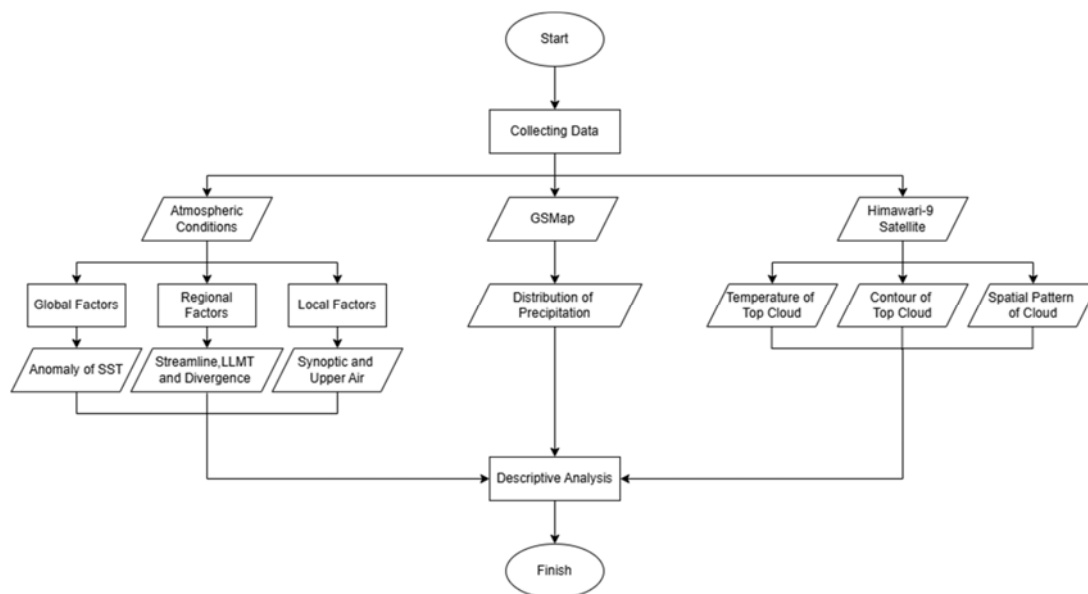 Start
Collecting Data
Atmospheric
Conditions
GSMap
Himawari-9
Satellite
Global Factors
Regional
Factors
Local Factors
Distribution of
Precipitation
Temperature of
Top Cloud
Contour of
Top Cloud
Spatial Pattern
of Cloud
Anomaly of SST
Streamline,LLMT
and Divergence
Synoptic and
Upper Air
Descriptive Analysis
Finish